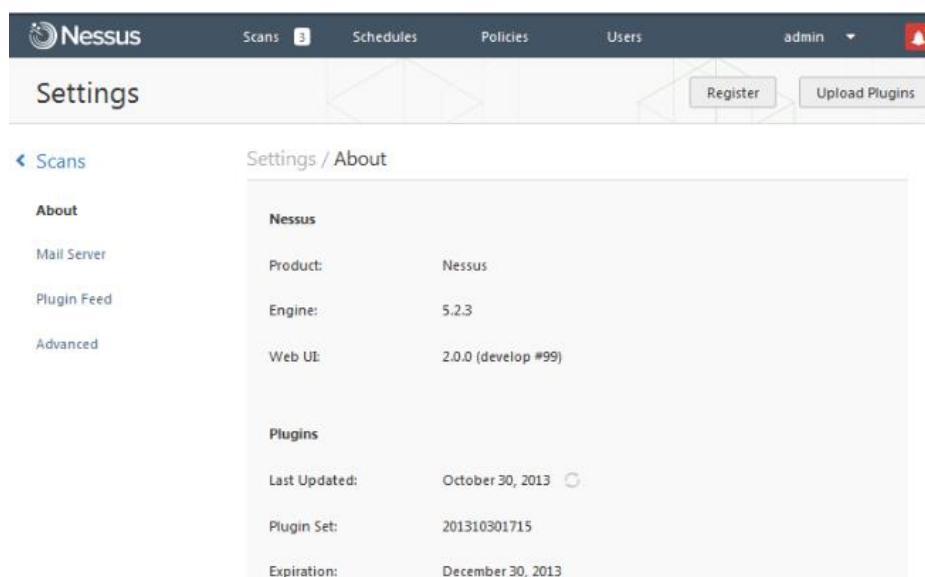 Nessus Scans 3 Schedules Policies Users admin
Settings Register Upload Plugins
Scans
Settings / About
About
Mail Server
Plugin Feed
Advanced
Nessus
Product: Nessus
Engine: 5.2.3
Web UI: 2.0.0 (develop #99)
Plugins
Last Updated: October 30, 2013
Plugin Set: 201310301715
Expiration: December 30, 2013